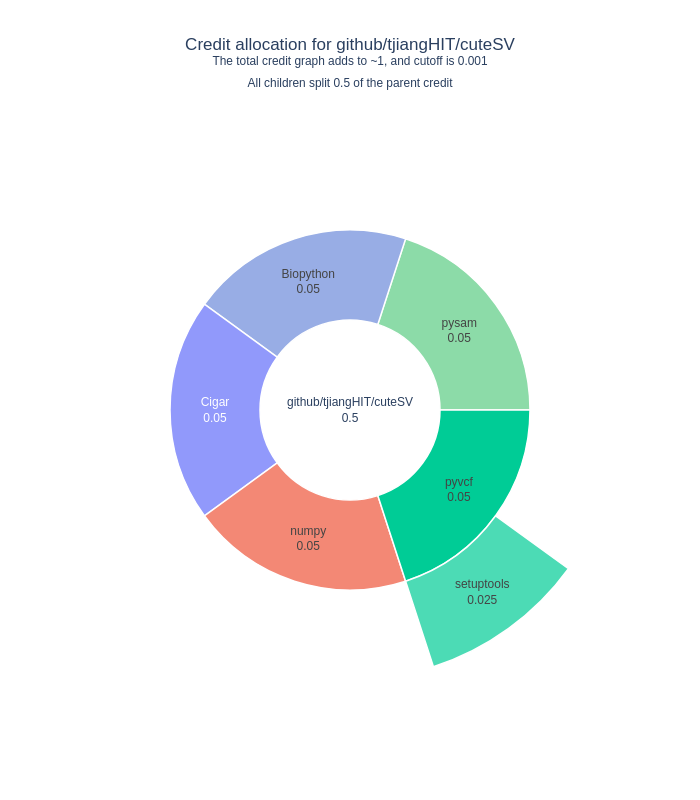 Credit allocation for github/tjiangHIT/cuteSV
The total credit graph adds to ~1, and cutoff is 0.001
All children split 0.5 of the parent credit
Biopython
0.05
pysam
0.05
Cigar
0.05
github/tjiangHIT/cuteSV
0.5
pyvcf
0.05
numpy
0.05
setuptools
0.025